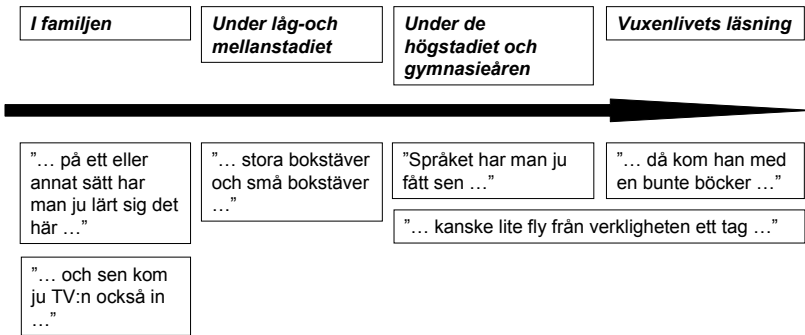 I familjen
Under låg-och
mellanstadiet
Under de
högstadiet och
gymnasieåren
Vuxenlivets läsning
”… på ett eller
annat sätt har
man ju lärt sig det
här …”
”… stora bokstäver
och små bokstäver
…”
”Språket har man ju
fått sen …”
”… då kom han med
en bunte böcker …”
”… kanske lite fly från verkligheten ett tag …”
”… och sen kom
ju TV:n också in
…”